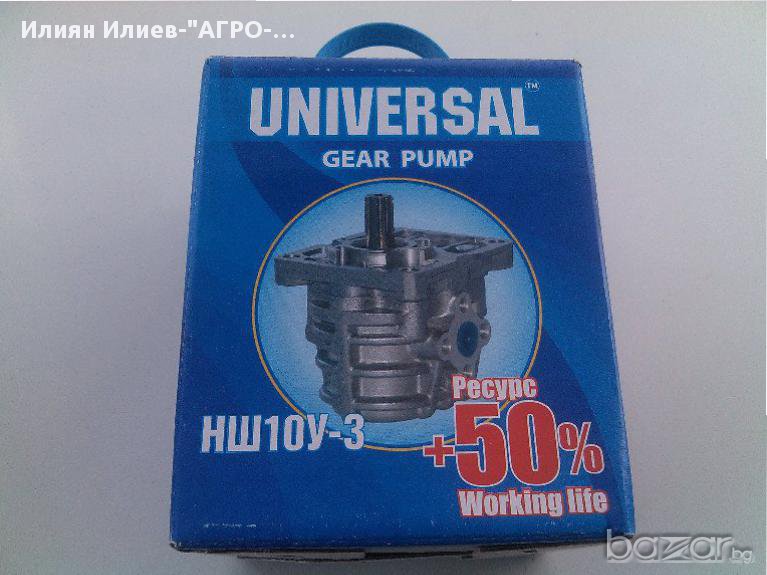 Илиян Илиев-"АГРО-...
UNIVERSAL™
GEAR PUMP
НШ10У-3
Ресурс
+50%
Working life
bazar.bg